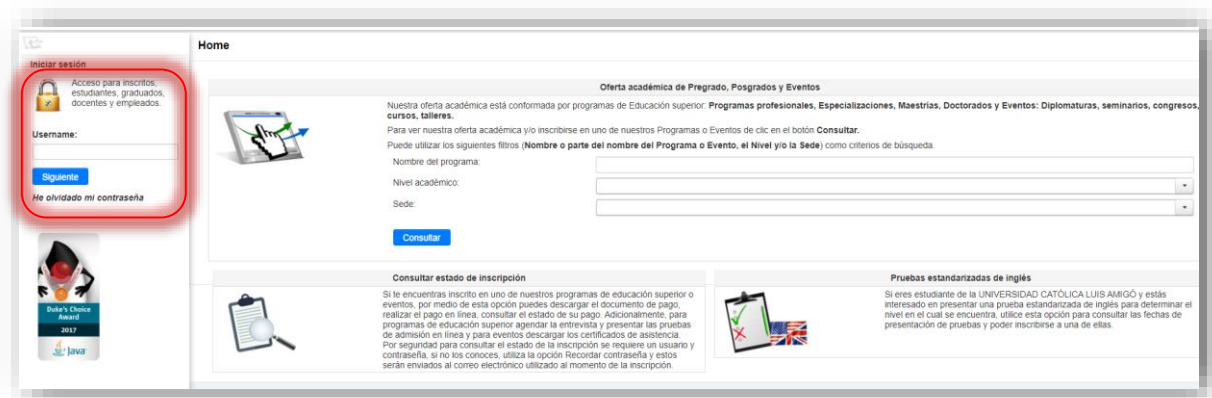 Home
Iniciar sesión
Acceso para inscritos,
estudiantes, graduados,
docentes y empleados.
Username:
Siguiente
He olvidado mi contraseña
Duke's Choice
Award
2017
Java
Oferta académica de Pregrado, Posgrados y Eventos
Nuestra oferta académica está conformada por programas de Educación superior: Programas profesionales, Especializaciones, Maestrías, Doctorados y Eventos: Diplomaturas, seminarios, congresos,
cursos, talleres.
Para ver nuestra oferta académica y/o inscribirse en uno de nuestros Programas o Eventos de clic en el botón Consultar.
Puede utilizar los siguientes filtros (Nombre o parte del nombre del Programa o Evento, el Nivel y/o la Sede) como criterios de búsqueda.
Nombre del programa:
Nivel académico:
Sede:
Consultar
Consultar estado de inscripción
Si te encuentras inscrito en uno de nuestros programas de educación superior o
eventos, por medio de esta opción puedes descargar el documento de pago,
realizar el pago en línea, consultar el estado de su pago. Adicionalmente, para
programas de educación superior agendar la entrevista y presentar las pruebas
de admisión en línea y para eventos descargar los certificados de asistencia.
Por seguridad para consultar el estado de la inscripción se requiere un usuario y
contraseña, si no los conoces, utiliza la opción Recordar contraseña y estos
serán enviados al correo electrónico utilizado al momento de la inscripción.
Pruebas estandarizadas de inglés
Si eres estudiante de la UNIVERSIDAD CATÓLICA LUIS AMIGÓ y estás
interesado en presentar una prueba estandarizada de inglés para determinar el
nivel en el cual se encuentra, utilice esta opción para consultar las fechas de
presentación de pruebas y poder inscribirse a una de ellas.